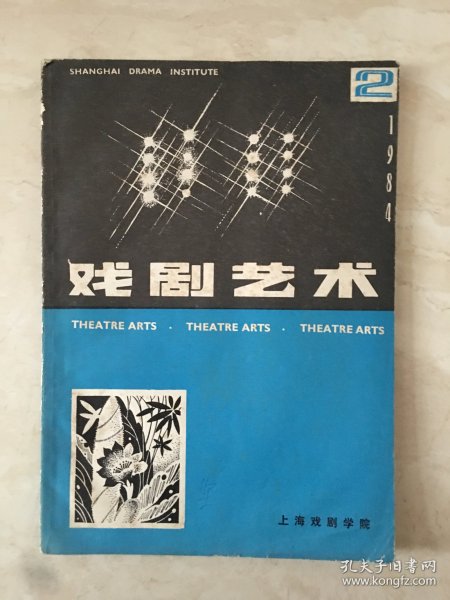 SHANGHAI DRAMA INSTITUTE
2
1984
戏剧艺术
THEATRE ARTS · THEATRE ARTS · THEATRE ARTS
上海戏剧学院
孔夫子旧书网
www.kongfz.com